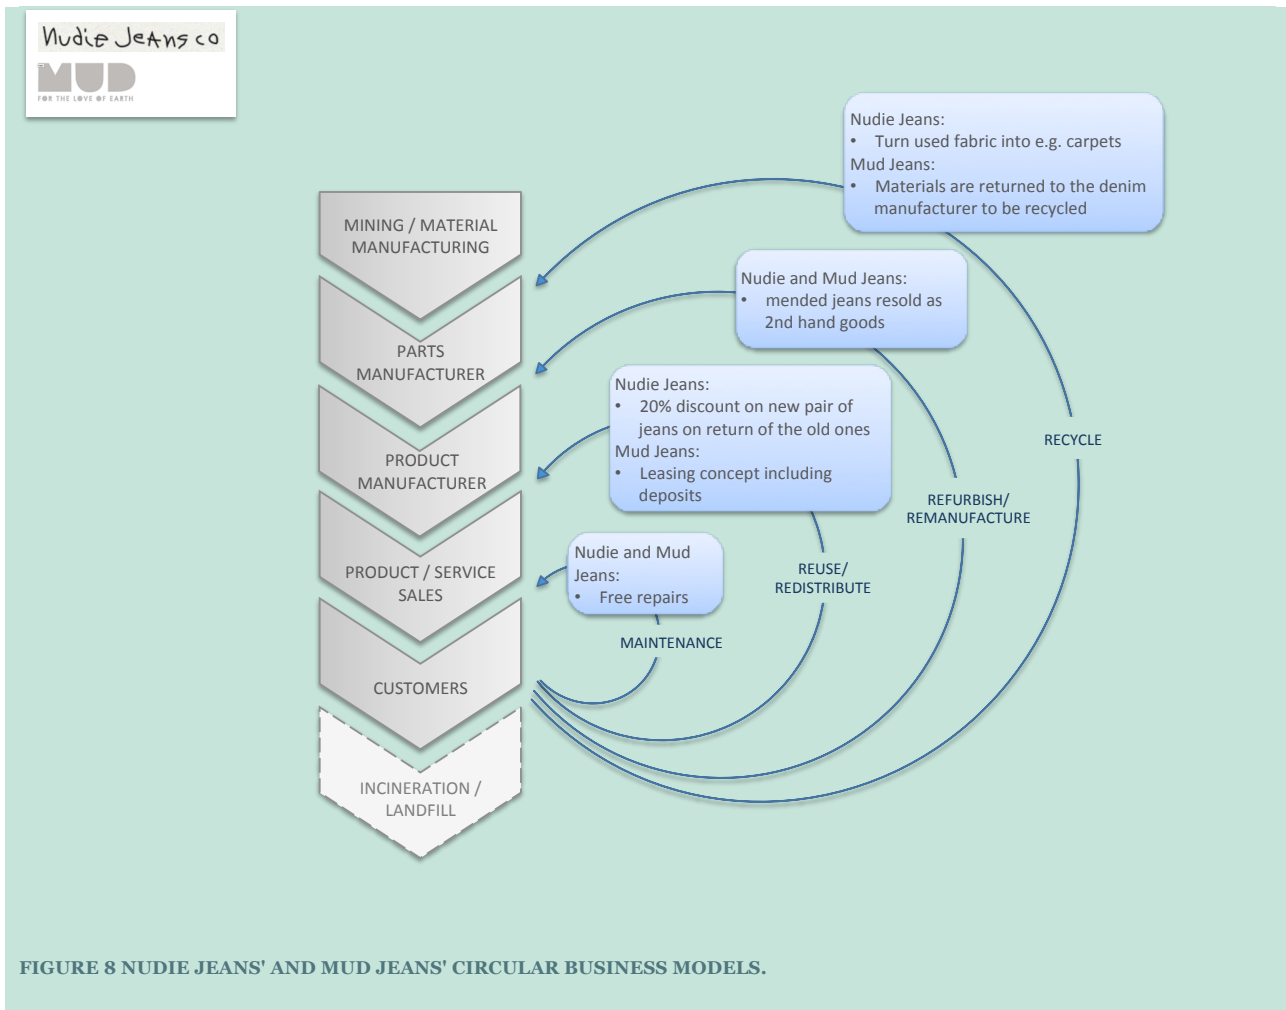 nudie Jeans co
MUD
FOR THE LOVE OF EARTH
Nudie Jeans:
• Turn used fabric into e.g. carpets
Mud Jeans:
• Materials are returned to the denim
manufacturer to be recycled
MINING / MATERIAL
MANUFACTURING
Nudie and Mud Jeans:
• mended jeans resold as
2nd hand goods
PARTS
MANUFACTURER
Nudie Jeans:
• 20% discount on new pair of
jeans on return of the old ones
Mud Jeans:
• Leasing concept including
deposits
RECYCLE
PRODUCT
MANUFACTURER
REFURBISH/
REMANUFACTURE
Nudie and Mud
Jeans:
• Free repairs
PRODUCT / SERVICE
SALES
REUSE/
REDISTRIBUTE
MAINTENANCE
CUSTOMERS
INCINERATION /
LANDFILL
FIGURE 8 NUDIE JEANS' AND MUD JEANS' CIRCULAR BUSINESS MODELS.